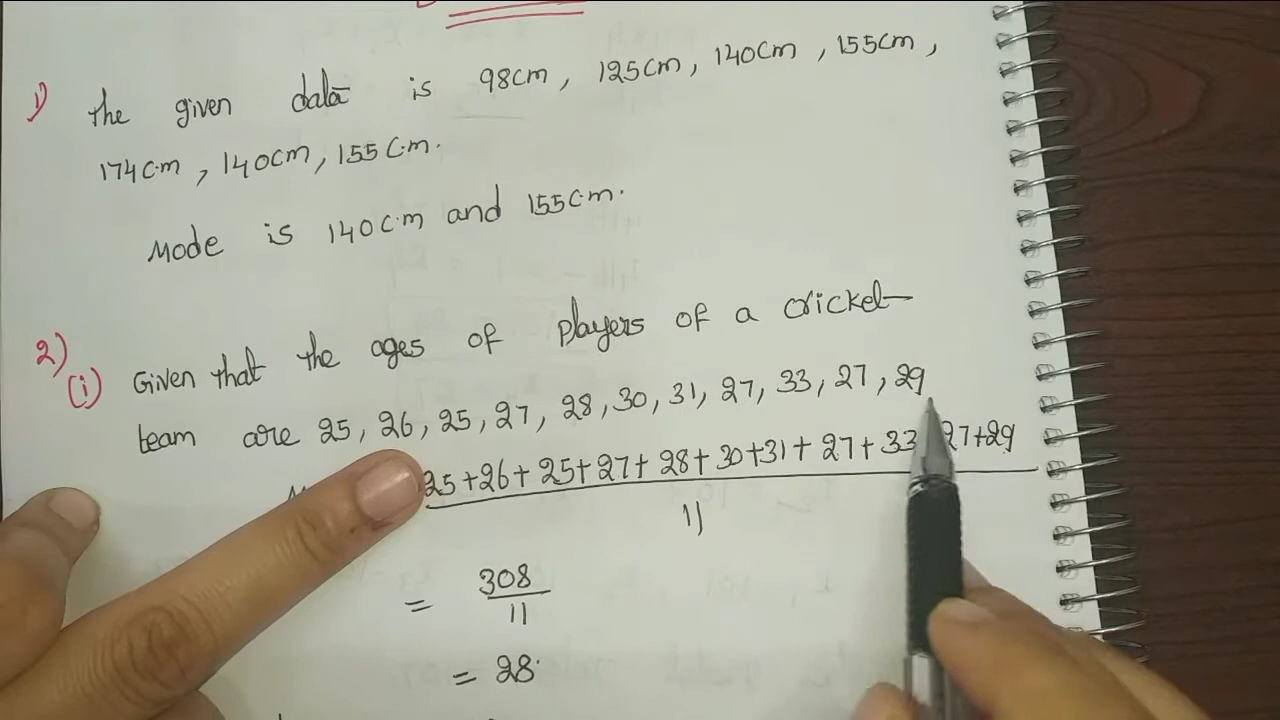 1) the given data is 98cm, 125cm, 140cm, 155cm,
174cm, 140cm, 155cm.
Mode is 140cm and 155cm.
2) (i) Given that the ages of players of a cricket
team are 25, 26, 25, 27, 28, 30, 31, 27, 33, 27, 29
25+26+25+27+28+30+31+27+33 27+29
11
= 308
11
= 28.